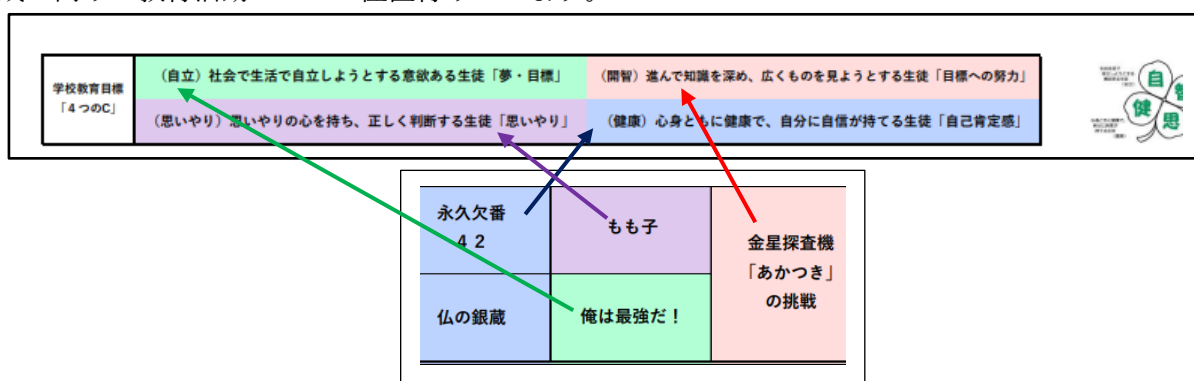 学校教育目標
「４つのC」
（自立）社会で生活で自立しようとする意欲ある生徒「夢・目標」
（開智）進んで知識を深め、広くものを見ようとする生徒「目標への努力」
（思いやり）思いやりの心を持ち、正しく判断する生徒「思いやり」
（健康）心身ともに健康で、自分に自信が持てる生徒「自己肯定感」
自
智
健
思
永久欠番
４２
もも子
金星探査機
「あかつき」
の挑戦
仏の銀蔵
俺は最強だ！